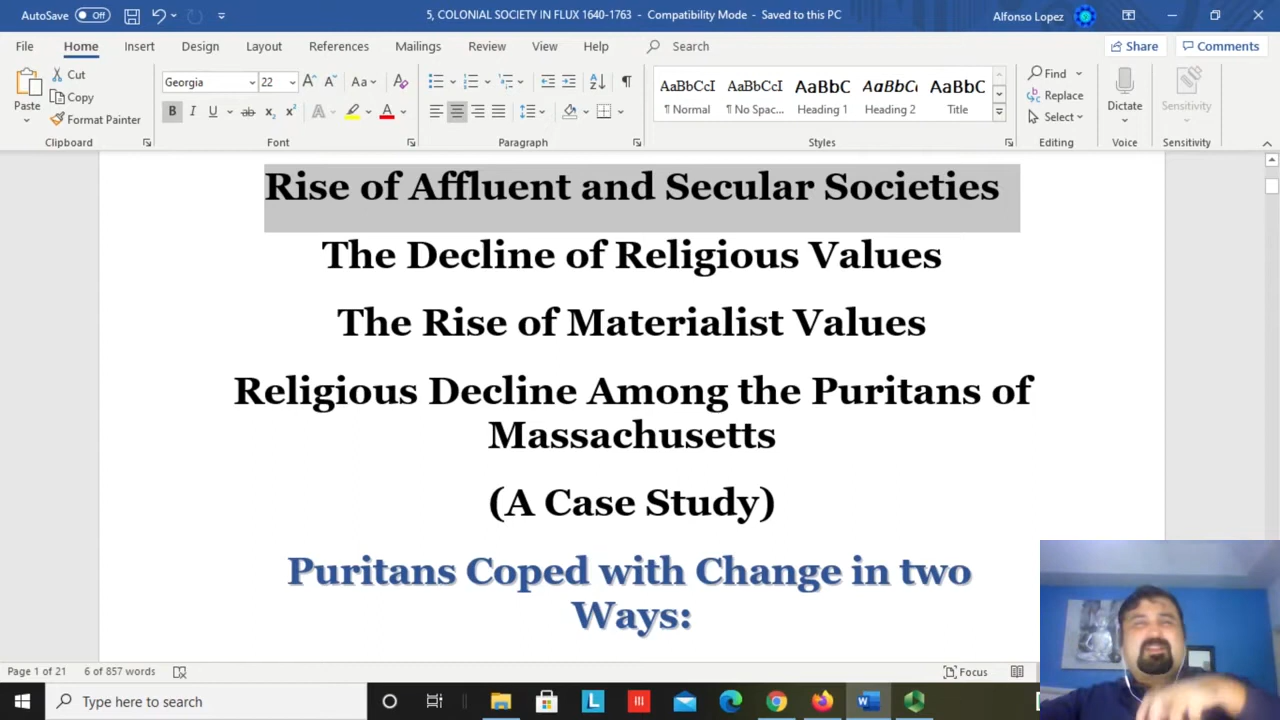 AutoSave Off 5, COLONIAL SOCIETY IN FLUX 1640-1763 - Compatibility Mode - Saved to this PC Alfonso Lopez
File Home Insert Design Layout References Mailings Review View Help Search Share Comments
Paste Cut Copy Format Painter
Georgia 22
AaBbCcI AaBbCcI AaBbC AaBbC AaBbC
¶ Normal ¶ No Spac... Heading 1 Heading 2 Title
Find Replace Select Dictate Sensitivity
Clipboard Font Paragraph Styles Editing Voice Sensitivity
Rise of Affluent and Secular Societies
The Decline of Religious Values
The Rise of Materialist Values
Religious Decline Among the Puritans of
Massachusetts
(A Case Study)
Puritans Coped with Change in two
Ways:
Page 1 of 21 6 of 857 words Focus
Type here to search